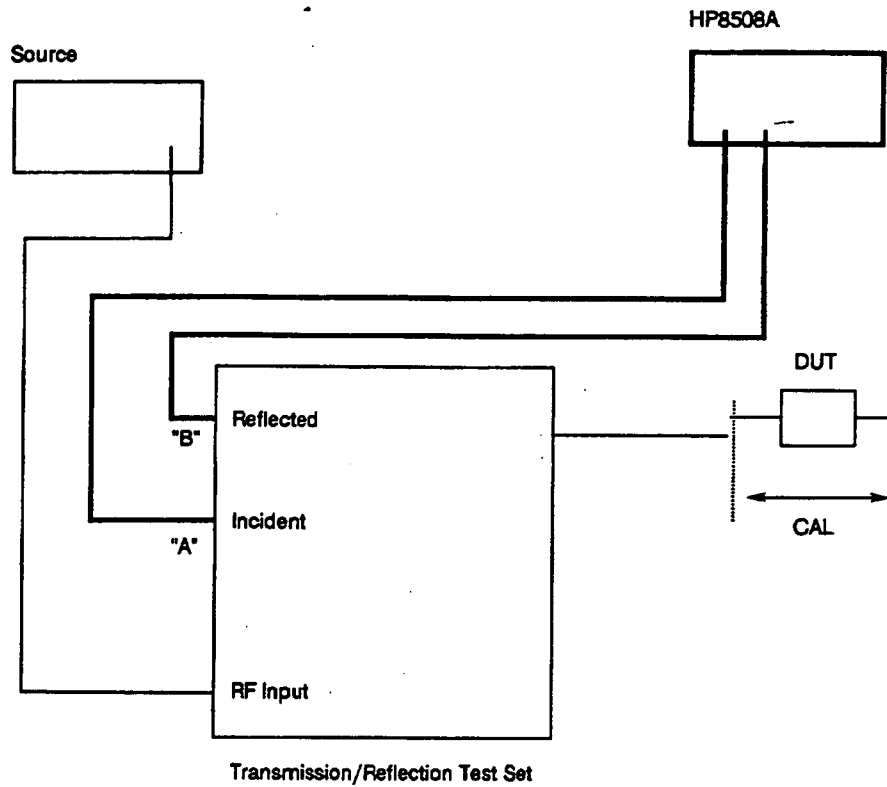 HP8508A
Source
DUT
Reflected
"B"
Incident
"A"
CAL
RF Input
Transmission/Reflection Test Set